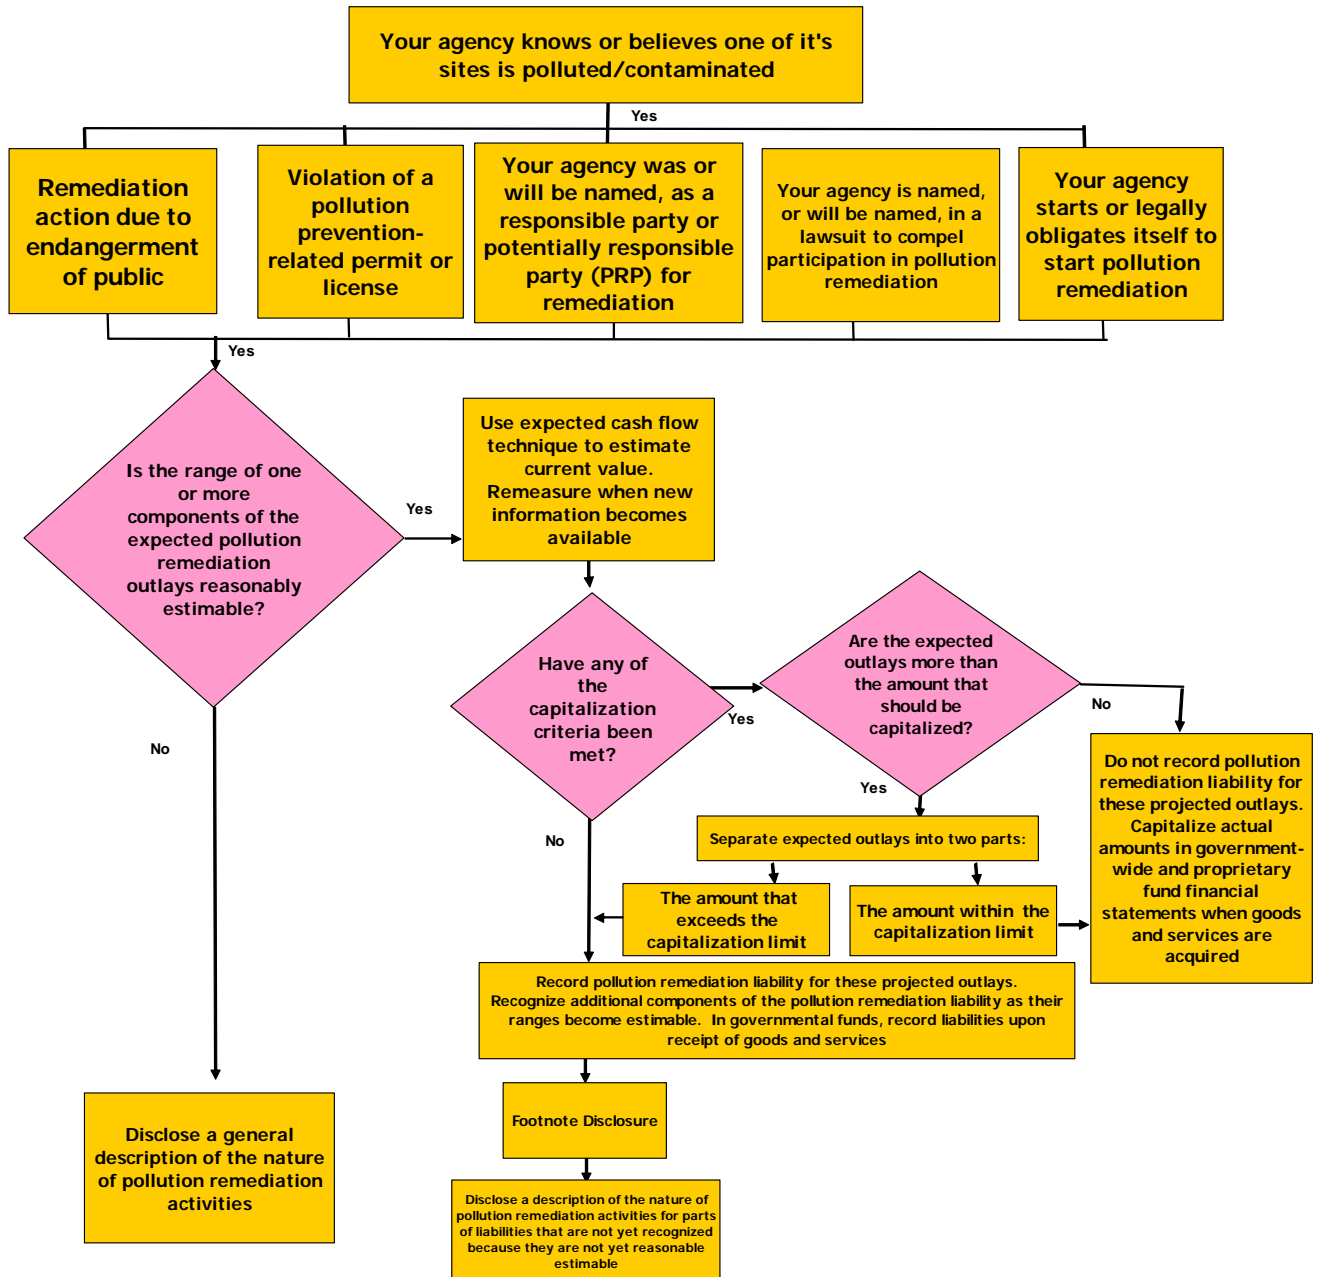 Your agency knows or believes one of it's
sites is polluted/contaminated
Yes
Remediation
action due to
endangerment
of public
Violation of a
pollution
prevention-
related permit or
license
Your agency was or
will be named, as a
responsible party or
potentially responsible
party (PRP) for
remediation
Your agency is named,
or will be named, in a
lawsuit to compel
participation in pollution
remediation
Your agency
starts or legally
obligates itself to
start pollution
remediation
Yes
Is the range of one
or more
components of the
expected pollution
remediation
outlays reasonably
estimable?
Yes
Use expected cash flow
technique to estimate
current value.
Remeasure when new
information becomes
available
Have any of
the
capitalization
criteria been
met?
Yes
Are the expected
outlays more than
the amount that
should be
capitalized?
No
Do not record pollution
remediation liability for
these projected outlays.
Capitalize actual
amounts in government-
wide and proprietary
fund financial
statements when goods
and services are
acquired
Yes
Separate expected outlays into two parts:
The amount that
exceeds the
capitalization limit
The amount within the
capitalization limit
No
Record pollution remediation liability for these projected outlays.
Recognize additional components of the pollution remediation liability as their
ranges become estimable. In governmental funds, record liabilities upon
receipt of goods and services
Footnote Disclosure
Disclose a description of the nature of
pollution remediation activities for parts
of liabilities that are not yet recognized
because they are not yet reasonable
estimable
No
Disclose a general
description of the nature
of pollution remediation
activities